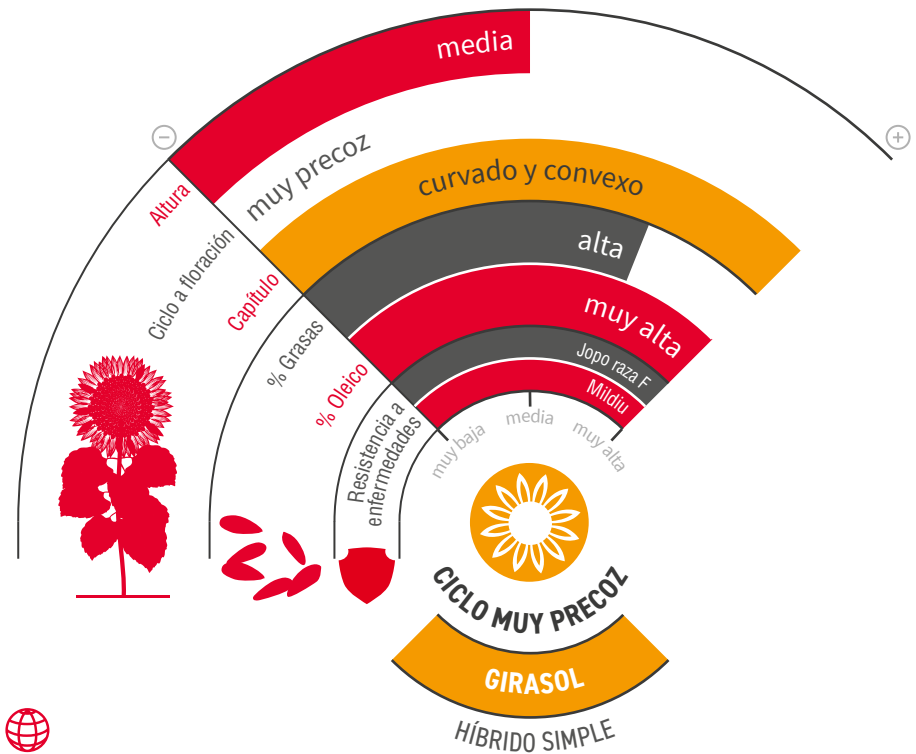 media
muy precoz
curvado y convexo
alta
muy alta
Jopo raza F
Mildiu
−
+
Altura
Ciclo a floración
Capítulo
% Grasas
% Oleico
Resistencia a
enfermedades
muy baja
media
muy alta
CICLO MUY PRECOZ
GIRASOL
HÍBRIDO SIMPLE